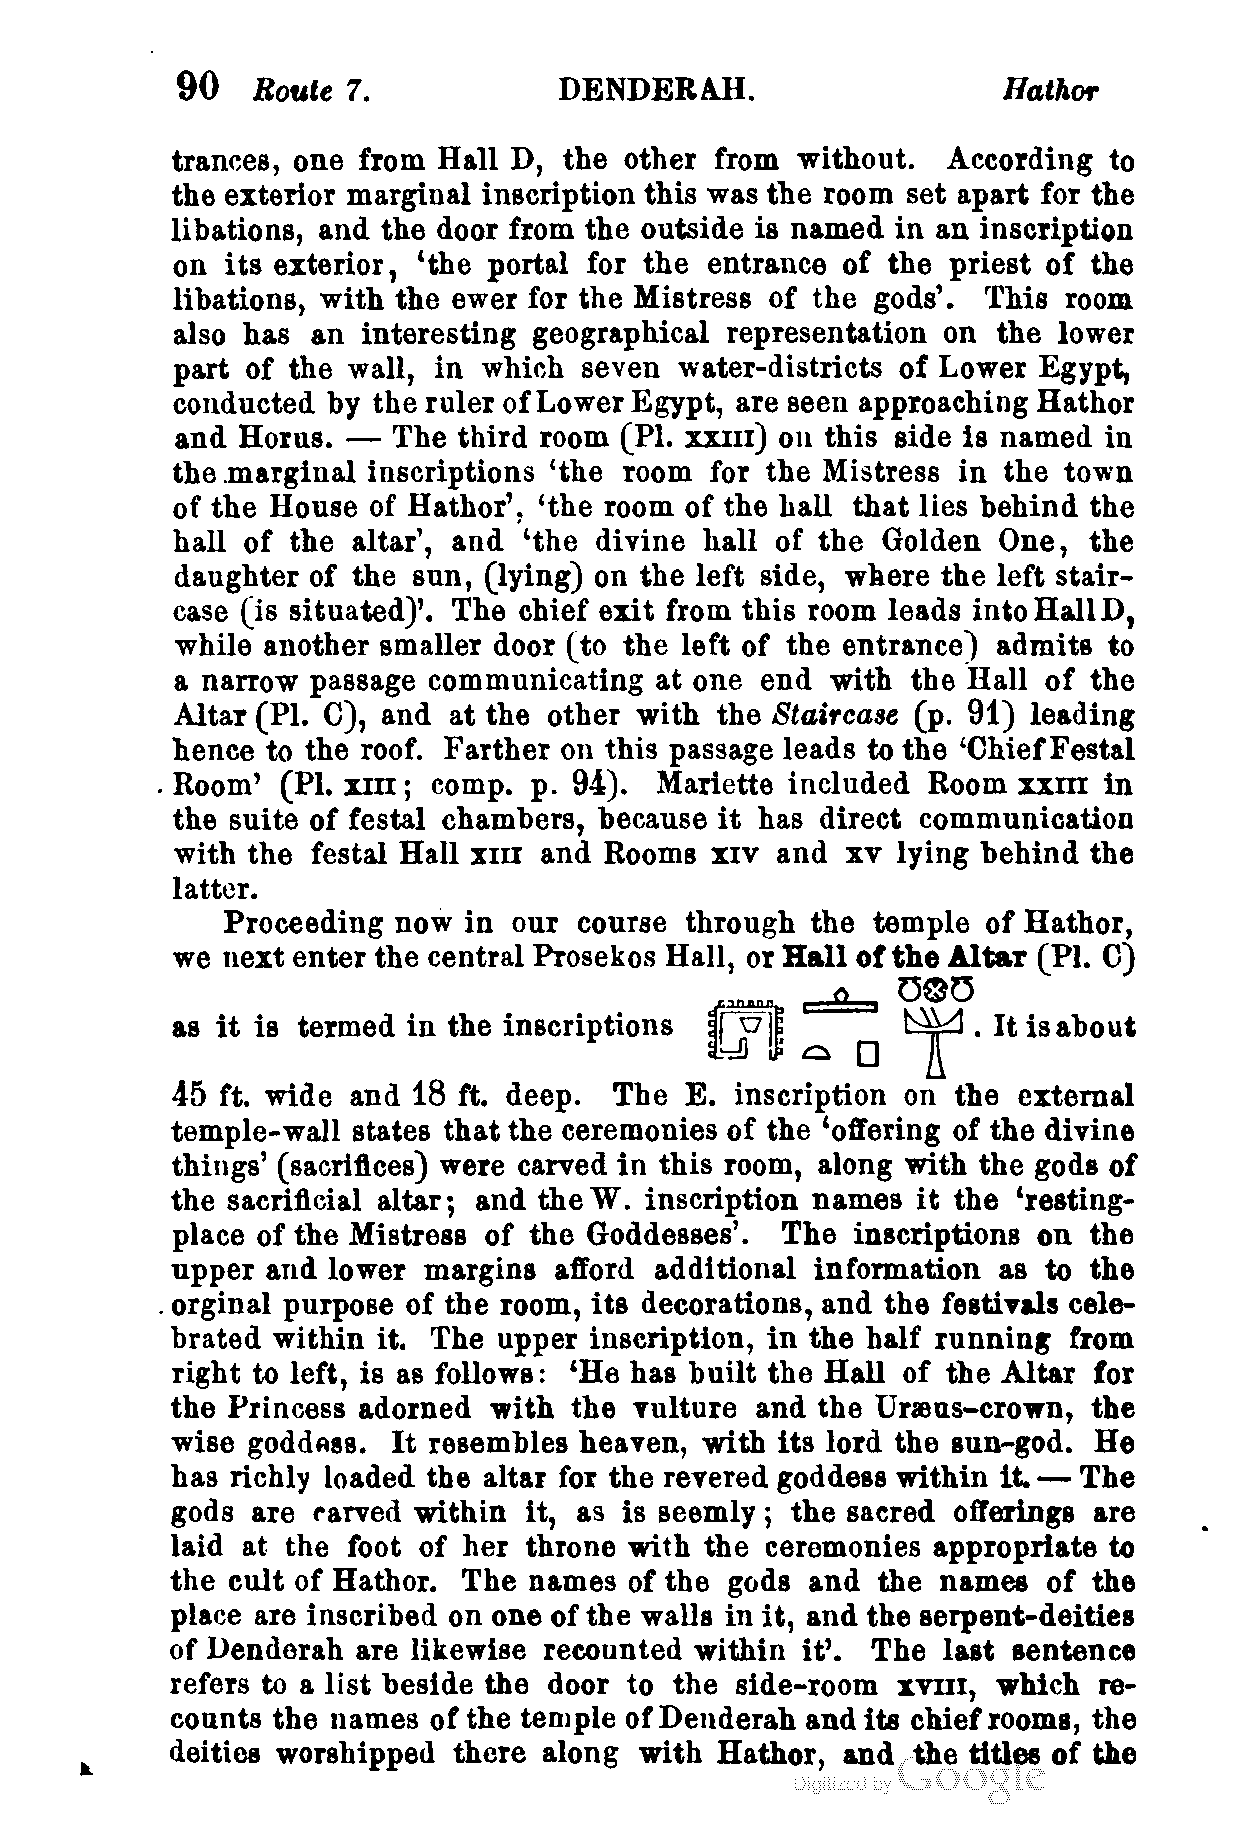 90 Route 7. DENDERAH. Hathor
trances, one from Hall D, the other from without. According to
the exterior marginal inscription this was the room set apart for the
libations, and the door from the outside is named in an inscription
on its exterior, ‘the portal for the entrance of the priest of the
libations, with the ewer for the Mistress of the gods’. This room
also has an interesting geographical representation on the lower
part of the wall, in which seven water-districts of Lower Egypt,
conducted by the ruler of Lower Egypt, are seen approaching Hathor
and Horus. — The third room (Pl. XXIII) on this side is named in
the marginal inscriptions ‘the room for the Mistress in the town
of the House of Hathor’, ‘the room of the hall that lies behind the
hall of the altar’, and ‘the divine hall of the Golden One, the
daughter of the sun, (lying) on the left side, where the left stair-
case (is situated)’. The chief exit from this room leads into Hall D,
while another smaller door (to the left of the entrance) admits to
a narrow passage communicating at one end with the Hall of the
Altar (Pl. C), and at the other with the Staircase (p. 91) leading
hence to the roof. Farther on this passage leads to the ‘Chief Festal
Room’ (Pl. XIII; comp. p. 94). Mariette included Room XXIII in
the suite of festal chambers, because it has direct communication
with the festal Hall XIII and Rooms XIV and XV lying behind the
latter.
Proceeding now in our course through the temple of Hathor,
we next enter the central Prosekos Hall, or Hall of the Altar (Pl. C)
as it is termed in the inscriptions . It is about
45 ft. wide and 18 ft. deep. The E. inscription on the external
temple-wall states that the ceremonies of the ‘offering of the divine
things’ (sacrifices) were carved in this room, along with the gods of
the sacrificial altar; and the W. inscription names it the ‘resting-
place of the Mistress of the Goddesses’. The inscriptions on the
upper and lower margins afford additional information as to the
orginal purpose of the room, its decorations, and the festivals cele-
brated within it. The upper inscription, in the half running from
right to left, is as follows: ‘He has built the Hall of the Altar for
the Princess adorned with the vulture and the Uræus-crown, the
wise goddess. It resembles heaven, with its lord the sun-god. He
has richly loaded the altar for the revered goddess within it. — The
gods are carved within it, as is seemly; the sacred offerings are
laid at the foot of her throne with the ceremonies appropriate to
the cult of Hathor. The names of the gods and the names of the
place are inscribed on one of the walls in it, and the serpent-deities
of Denderah are likewise recounted within it’. The last sentence
refers to a list beside the door to the side-room XVIII, which re-
counts the names of the temple of Denderah and its chief rooms, the
deities worshipped there along with Hathor, and the titles of the
Digitized by Google